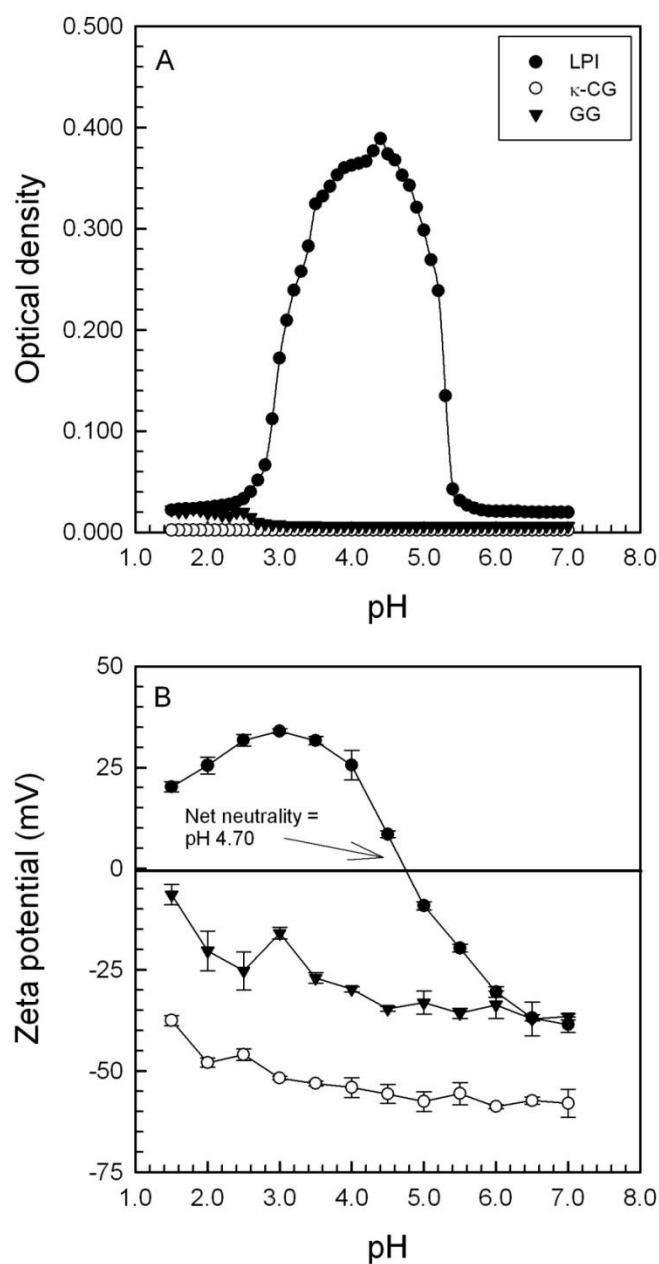 A
LPI
κ-CG
GG
0.500
0.400
0.300
0.200
0.100
0.000
Optical density
1.0 2.0 3.0 4.0 5.0 6.0 7.0 8.0
pH
B
50
25
0
-25
-50
-75
Zeta potential (mV)
Net neutrality =
pH 4.70
1.0 2.0 3.0 4.0 5.0 6.0 7.0 8.0
pH